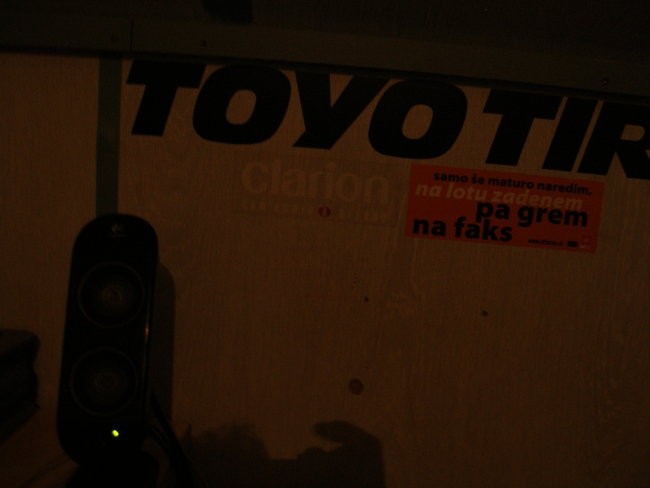 TOYO TIR
clarion
samo še maturo naredim,
na lotu zadenem
pa grem
na faks